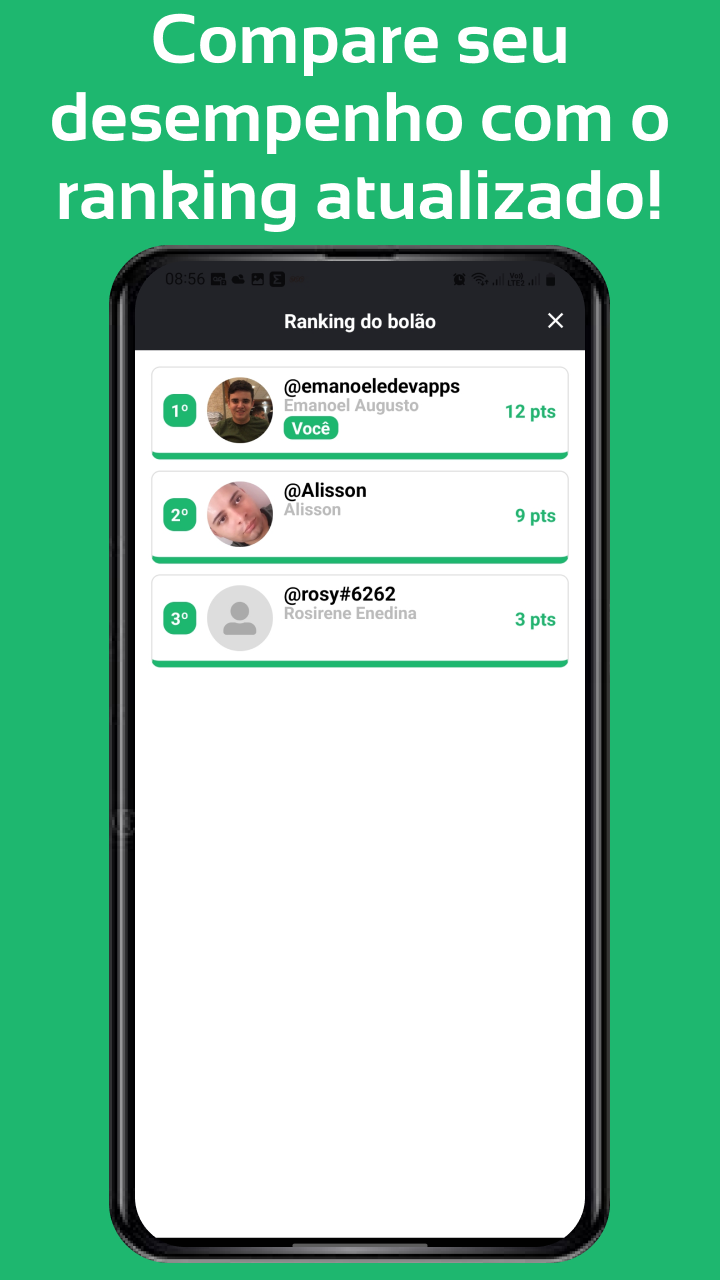 Compare seu
desempenho com o
ranking atualizado!
08:56
Ranking do bolão
1º
@emanoeledevapps
Emanoel Augusto
Você
12 pts
2º
@Alisson
Alisson
9 pts
3º
@rosy#6262
Rosirene Enedina
3 pts